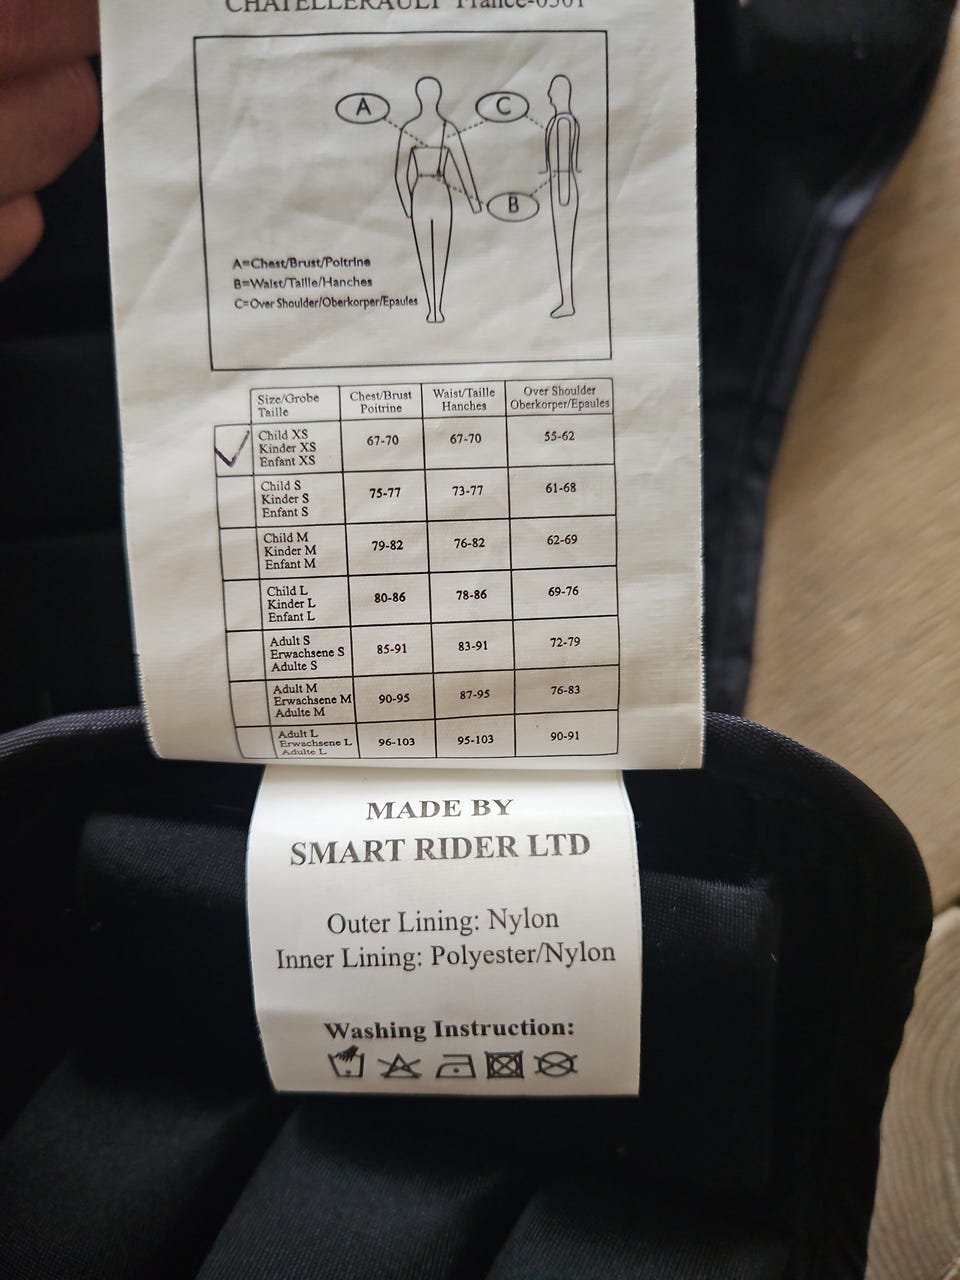 CHATELLERAULT France-0501
A
C
B
A=Chest/Brust/Poitrine
B=Waist/Taille/Hanches
C=Over Shoulder/Oberkorper/Epaules
Size/Grobe Taille Chest/Brust Poitrine Waist/Taille Hanches Over Shoulder Oberkorper/Epaules
Child XS
Kinder XS 67-70 67-70 55-62
Enfant XS
Child S
Kinder S 75-77 73-77 61-68
Enfant S
Child M
Kinder M 79-82 76-82 62-69
Enfant M
Child L
Kinder L 80-86 78-86 69-76
Enfant L
Adult S
Erwachsene S 85-91 83-91 72-79
Adulte S
Adult M
Erwachsene M 90-95 87-95 76-83
Adulte M
Adult L
Erwachsene L 96-103 95-103 90-91
Adulte L
MADE BY
SMART RIDER LTD
Outer Lining: Nylon
Inner Lining: Polyester/Nylon
Washing Instruction: